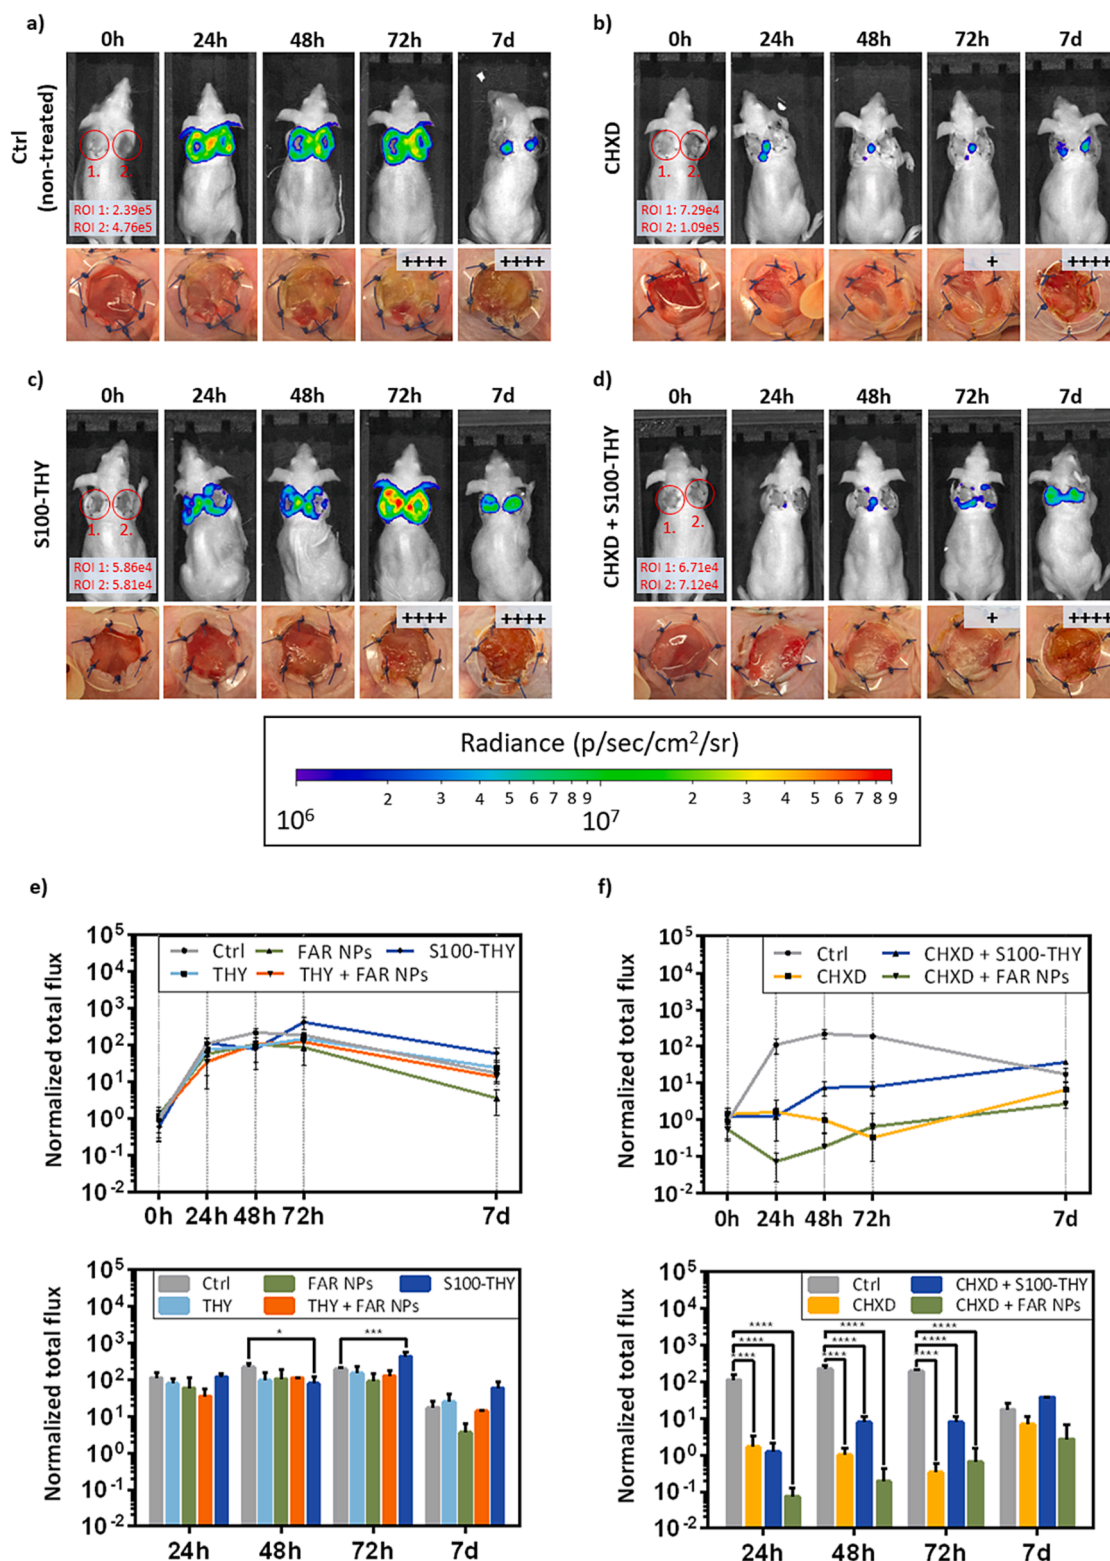 a)
0h 24h 48h 72h 7d
Ctrl
(non-treated)
1. 2.
ROI 1: 2.39e5
ROI 2: 4.76e5
++++ ++++
b)
0h 24h 48h 72h 7d
CHXD
1. 2.
ROI 1: 7.29e4
ROI 2: 1.09e5
+ ++++
c)
0h 24h 48h 72h 7d
S100-THY
1. 2.
ROI 1: 5.86e4
ROI 2: 5.81e4
++++ ++++
d)
0h 24h 48h 72h 7d
CHXD + S100-THY
1. 2.
ROI 1: 6.71e4
ROI 2: 7.12e4
+ ++++
Radiance (p/sec/cm²/sr)
2 3 4 5 6 7 8 9 2 3 4 5 6 7 8 9
10⁶ 10⁷
e)
Normalized total flux
10⁵
10⁴
10³
10²
10¹
10⁰
10⁻¹
10⁻²
Ctrl FAR NPs S100-THY
THY THY + FAR NPs
0h 24h 48h 72h 7d
f)
Normalized total flux
10⁵
10⁴
10³
10²
10¹
10⁰
10⁻¹
10⁻²
Ctrl CHXD + S100-THY
CHXD CHXD + FAR NPs
0h 24h 48h 72h 7d
Normalized total flux
10⁵
10⁴
10³
10²
10¹
10⁰
10⁻¹
10⁻²
Ctrl FAR NPs S100-THY
THY THY + FAR NPs
* ***
24h 48h 72h 7d
Normalized total flux
10⁵
10⁴
10³
10²
10¹
10⁰
10⁻¹
10⁻²
Ctrl CHXD + S100-THY
CHXD CHXD + FAR NPs
**** **** ****
**** **** ****
**** **** ****
24h 48h 72h 7d